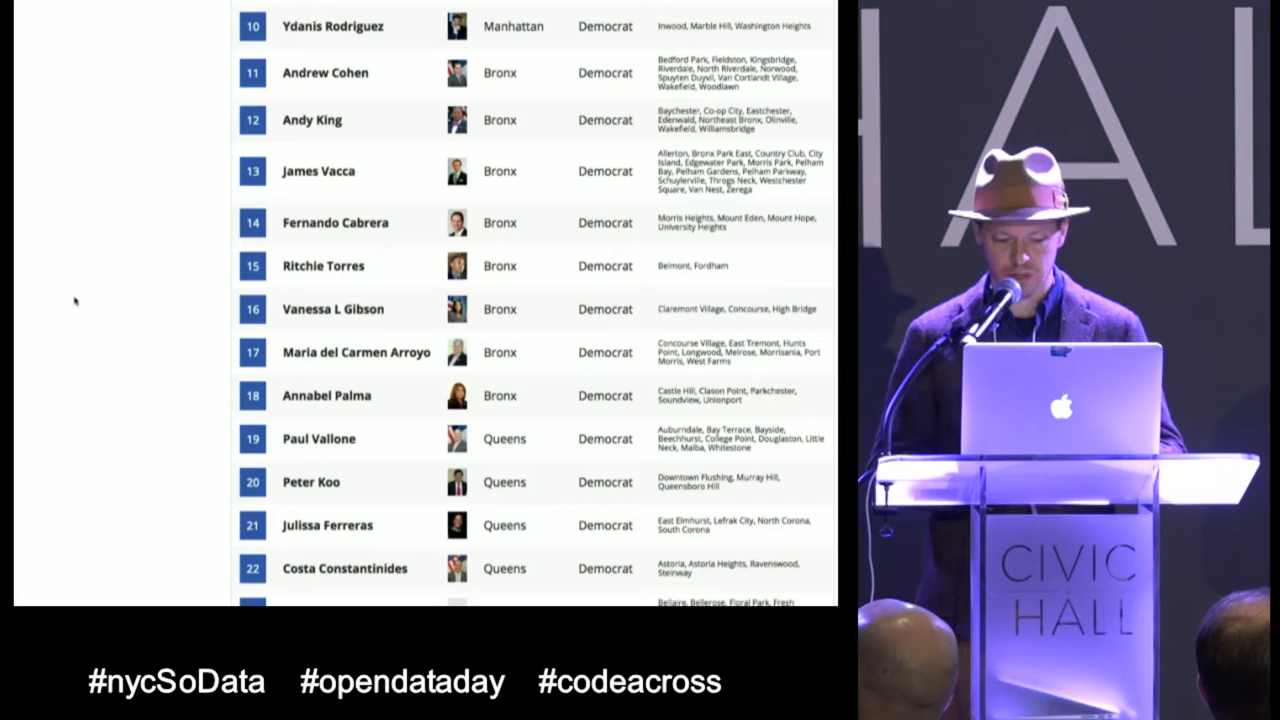 10 Ydanis Rodriguez Manhattan Democrat Inwood, Marble Hill, Washington Heights
11 Andrew Cohen Bronx Democrat Bedford Park, Fieldston, Kingsbridge,
Riverdale, North Riverdale, Norwood,
Spuyten Duyvil, Van Cortlandt Village,
Wakefield, Woodlawn
12 Andy King Bronx Democrat Baychester, Co-op City, Eastchester,
Edenwald, Northeast Bronx, Olinville,
Wakefield, Williamsbridge
13 James Vacca Bronx Democrat Allerton, Bronx Park East, Country Club, City
Island, Edgewater Park, Morris Park, Pelham
Bay, Pelham Gardens, Pelham Parkway,
Schuylerville, Throgs Neck, Westchester
Square, Van Nest, Zerega
14 Fernando Cabrera Bronx Democrat Morris Heights, Mount Eden, Mount Hope,
University Heights
15 Ritchie Torres Bronx Democrat Belmont, Fordham
16 Vanessa L Gibson Bronx Democrat Claremont Village, Concourse, High Bridge
17 Maria del Carmen Arroyo Bronx Democrat Concourse Village, East Tremont, Hunts
Point, Longwood, Melrose, Morrisania, Port
Morris, West Farms
18 Annabel Palma Bronx Democrat Castle Hill, Clason Point, Parkchester,
Soundview, Unionport
19 Paul Vallone Queens Democrat Auburndale, Bay Terrace, Bayside,
Beechhurst, College Point, Douglaston, Little
Neck, Malba, Whitestone
20 Peter Koo Queens Democrat Downtown Flushing, Murray Hill,
Queensboro Hill
21 Julissa Ferreras Queens Democrat East Elmhurst, Lefrak City, North Corona,
South Corona
22 Costa Constantinides Queens Democrat Astoria, Astoria Heights, Ravenswood,
Steinway
Bellaire, Bellerose, Floral Park, Fresh
#nycSoData #opendataday #codeacross
HAL
CIVIC
HALL